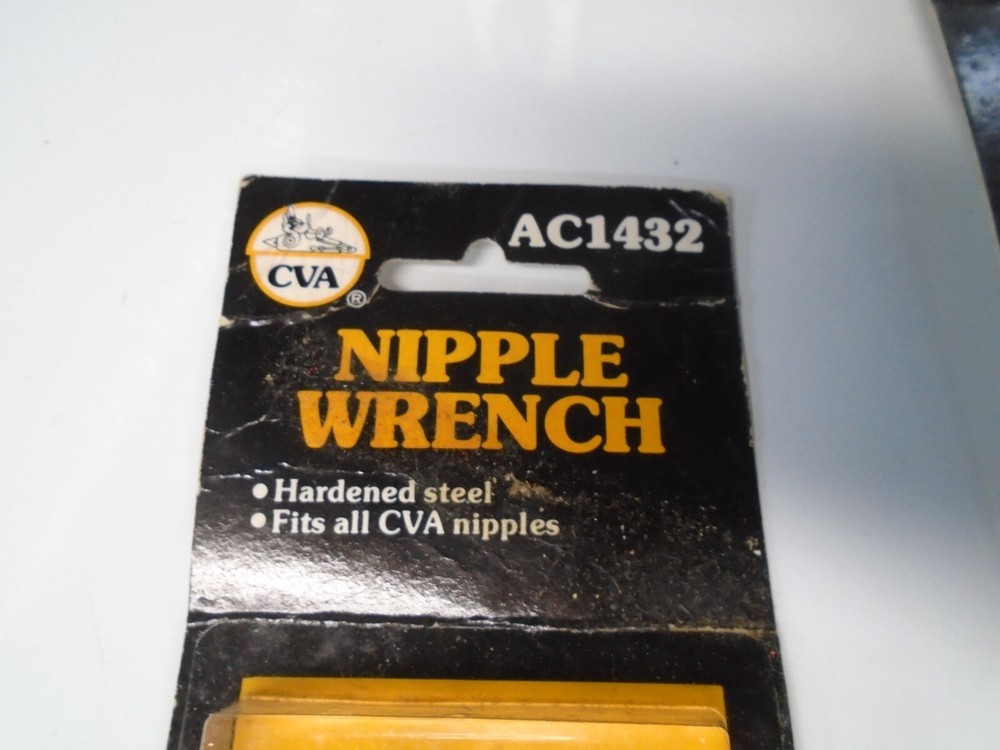 AC1432
CVA
®
NIPPLE
WRENCH
• Hardened steel
• Fits all CVA nipples